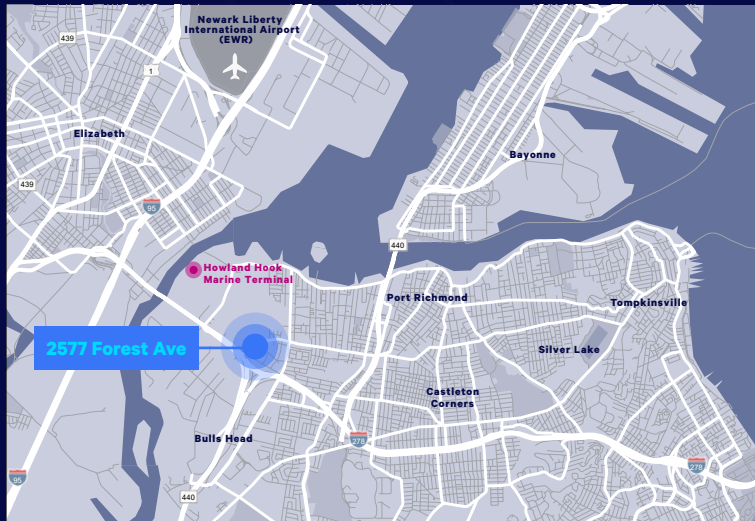 Newark Liberty
International Airport
(EWR)
439
1
Elizabeth
Bayonne
439
95
440
Howland Hook
Marine Terminal
Port Richmond
Tompkinsville
2577 Forest Ave
Silver Lake
Castleton
Corners
Bulls Head
278
278
95
440